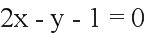 2x - y - 1 = 0